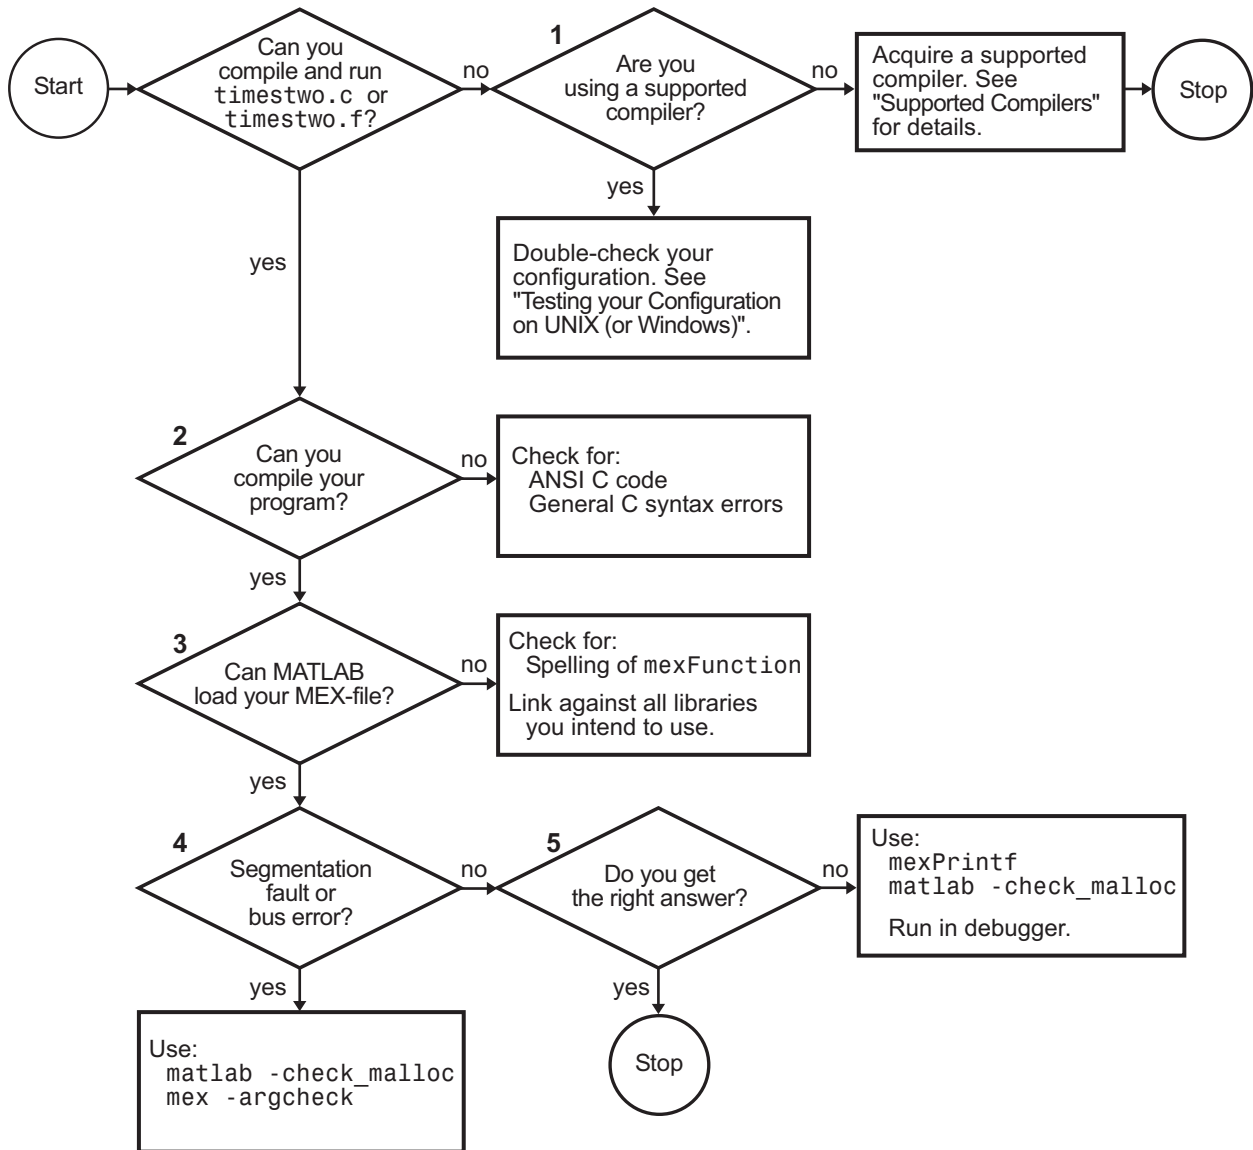 Start
Can you
compile and run
timestwo.c or
timestwo.f?
no
1
Are you
using a supported
compiler?
no
Acquire a supported
compiler. See
"Supported Compilers"
for details.
Stop
yes
Double-check your
configuration. See
"Testing your Configuration
on UNIX (or Windows)".
yes
2
Can you
compile your
program?
no
Check for:
ANSI C code
General C syntax errors
yes
3
Can MATLAB
load your MEX-file?
no
Check for:
Spelling of mexFunction
Link against all libraries
you intend to use.
yes
4
Segmentation
fault or
bus error?
no
5
Do you get
the right answer?
no
Use:
mexPrintf
matlab -check_malloc
Run in debugger.
yes
Use:
matlab -check_malloc
mex -argcheck
yes
Stop